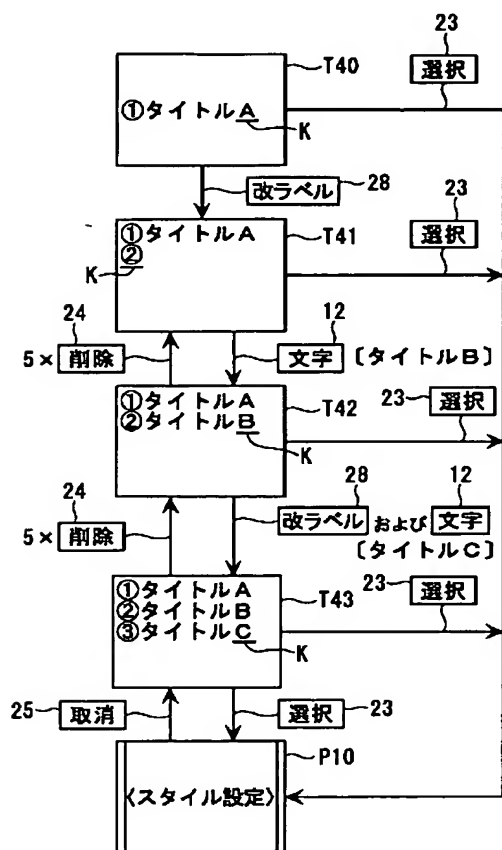 23
T40
選択
①タイトルA
K
改ラベル 28
23
①タイトルA
T41
選択
②
K
24
12
5× 削除
文字 〔タイトルB〕
①タイトルA
T42
23 選択
②タイトルB
K
24
28
12
5× 削除
改ラベル および 文字
〔タイトルC〕
①タイトルA
T43
23 選択
②タイトルB
③タイトルC
K
25 取消
選択 23
P10
〈スタイル設定〉